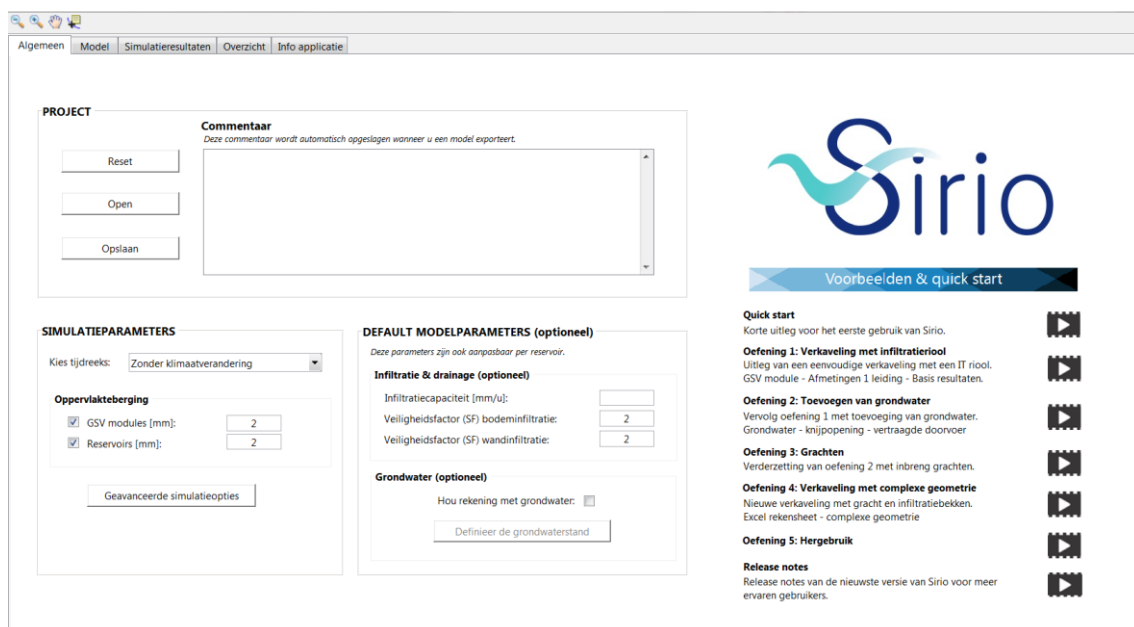 Algemeen Model Simulatieresultaten Overzicht Info applicatie
PROJECT
Commentaar
Deze commentaar wordt automatisch opgeslagen wanneer u een model exporteert.
Reset
Open
Opslaan
SIMULATIEPARAMETERS
Kies tijdreeks: Zonder klimaatverandering
Oppervlakteberging
GSV modules [mm]: 2
Reservoirs [mm]: 2
Geavanceerde simulatieopties
DEFAULT MODELPARAMETERS (optioneel)
Deze parameters zijn ook aanpasbaar per reservoir.
Infiltratie & drainage (optioneel)
Infiltratiecapaciteit [mm/u]:
Veiligheidsfactor (SF) bodeminfiltratie: 2
Veiligheidsfactor (SF) wandinfiltratie: 2
Grondwater (optioneel)
Hou rekening met grondwater:
Definieer de grondwaterstand
Sirio
Voorbeelden & quick start
Quick start
Korte uitleg voor het eerste gebruik van Sirio.
Oefening 1: Verkaveling met infiltratieriool
Uitleg van een eenvoudige verkaveling met een IT riool.
GSV module - Afmetingen 1 leiding - Basis resultaten.
Oefening 2: Toevoegen van grondwater
Vervolg oefening 1 met toevoeging van grondwater.
Grondwater - knijpopening - vertraagde doorvoer
Oefening 3: Grachten
Verderzetting van oefening 2 met inbreng grachten.
Oefening 4: Verkaveling met complexe geometrie
Nieuwe verkaveling met gracht en infiltratiebekken.
Excel rekensheet - complexe geometrie
Oefening 5: Hergebruik
Release notes
Release notes van de nieuwste versie van Sirio voor meer
ervaren gebruikers.